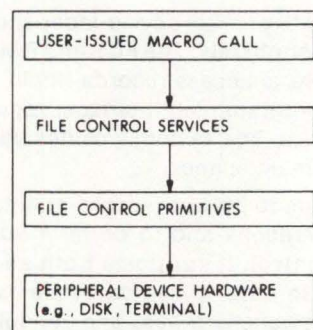 USER-ISSUED MACRO CALL
FILE CONTROL SERVICES
FILE CONTROL PRIMITIVES
PERIPHERAL DEVICE HARDWARE
(e.g., DISK, TERMINAL)